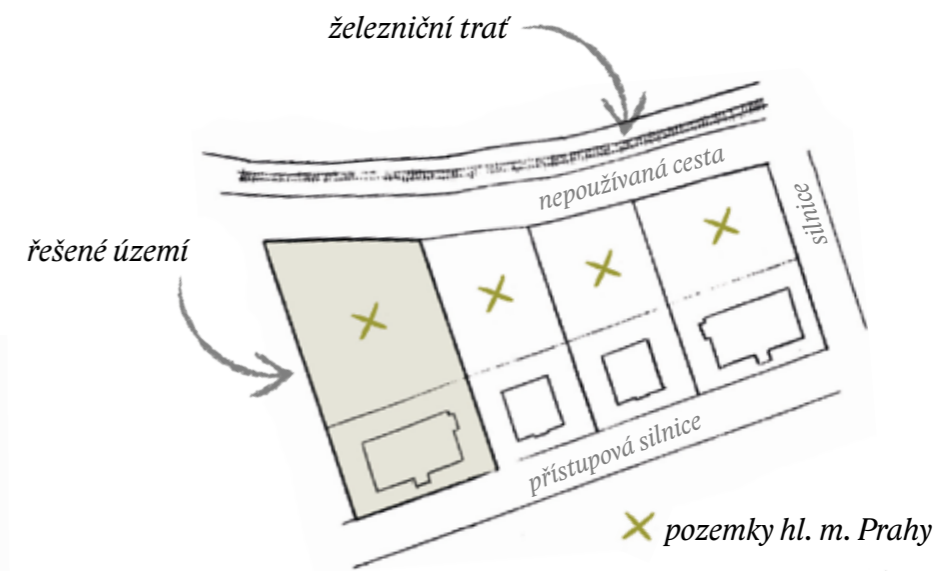 železniční trať
nepoužívaná cesta
silnice
řešené území
přístupová silnice
pozemky hl. m. Prahy